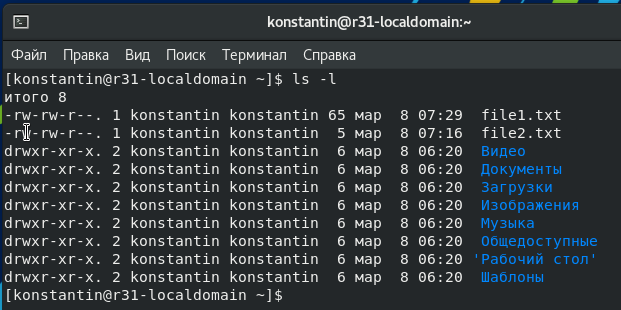 konstantin@r31-localdomain:~
Файл Правка Вид Поиск Терминал Справка
[konstantin@r31-localdomain ~]$ ls -l
итого 8
-rw-rw-r--. 1 konstantin konstantin 65 мар  8 07:29  file1.txt
-rw-rw-r--. 1 konstantin konstantin  5 мар  8 07:16  file2.txt
drwxr-xr-x. 2 konstantin konstantin  6 мар  8 06:20  Видео
drwxr-xr-x. 2 konstantin konstantin  6 мар  8 06:20  Документы
drwxr-xr-x. 2 konstantin konstantin  6 мар  8 06:20  Загрузки
drwxr-xr-x. 2 konstantin konstantin  6 мар  8 06:20  Изображения
drwxr-xr-x. 2 konstantin konstantin  6 мар  8 06:20  Музыка
drwxr-xr-x. 2 konstantin konstantin  6 мар  8 06:20  Общедоступные
drwxr-xr-x. 2 konstantin konstantin  6 мар  8 06:20 'Рабочий стол'
drwxr-xr-x. 2 konstantin konstantin  6 мар  8 06:20  Шаблоны
[konstantin@r31-localdomain ~]$